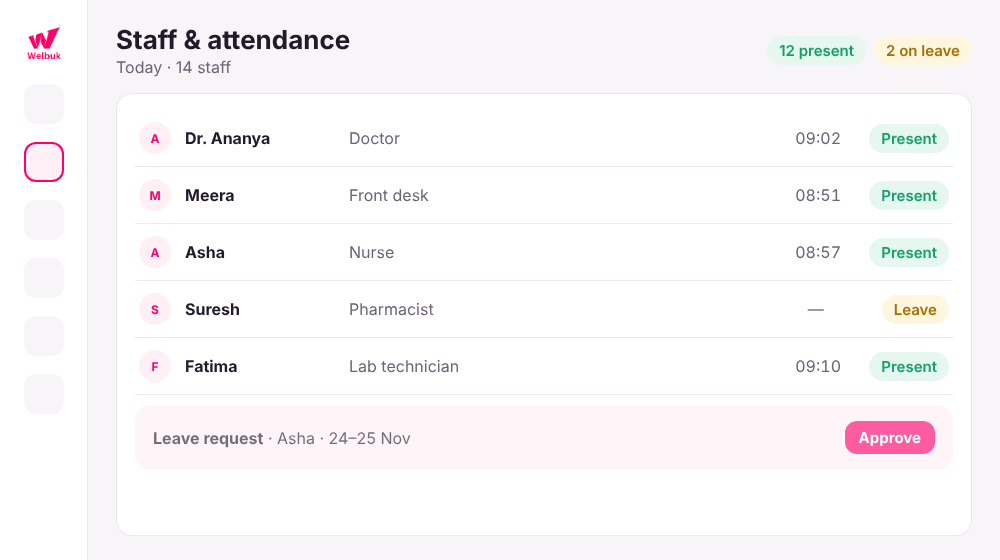 Welbuk
Staff & attendance
Today · 14 staff
12 present
2 on leave
A Dr. Ananya Doctor 09:02 Present
M Meera Front desk 08:51 Present
A Asha Nurse 08:57 Present
S Suresh Pharmacist — Leave
F Fatima Lab technician 09:10 Present
Leave request · Asha · 24–25 Nov Approve